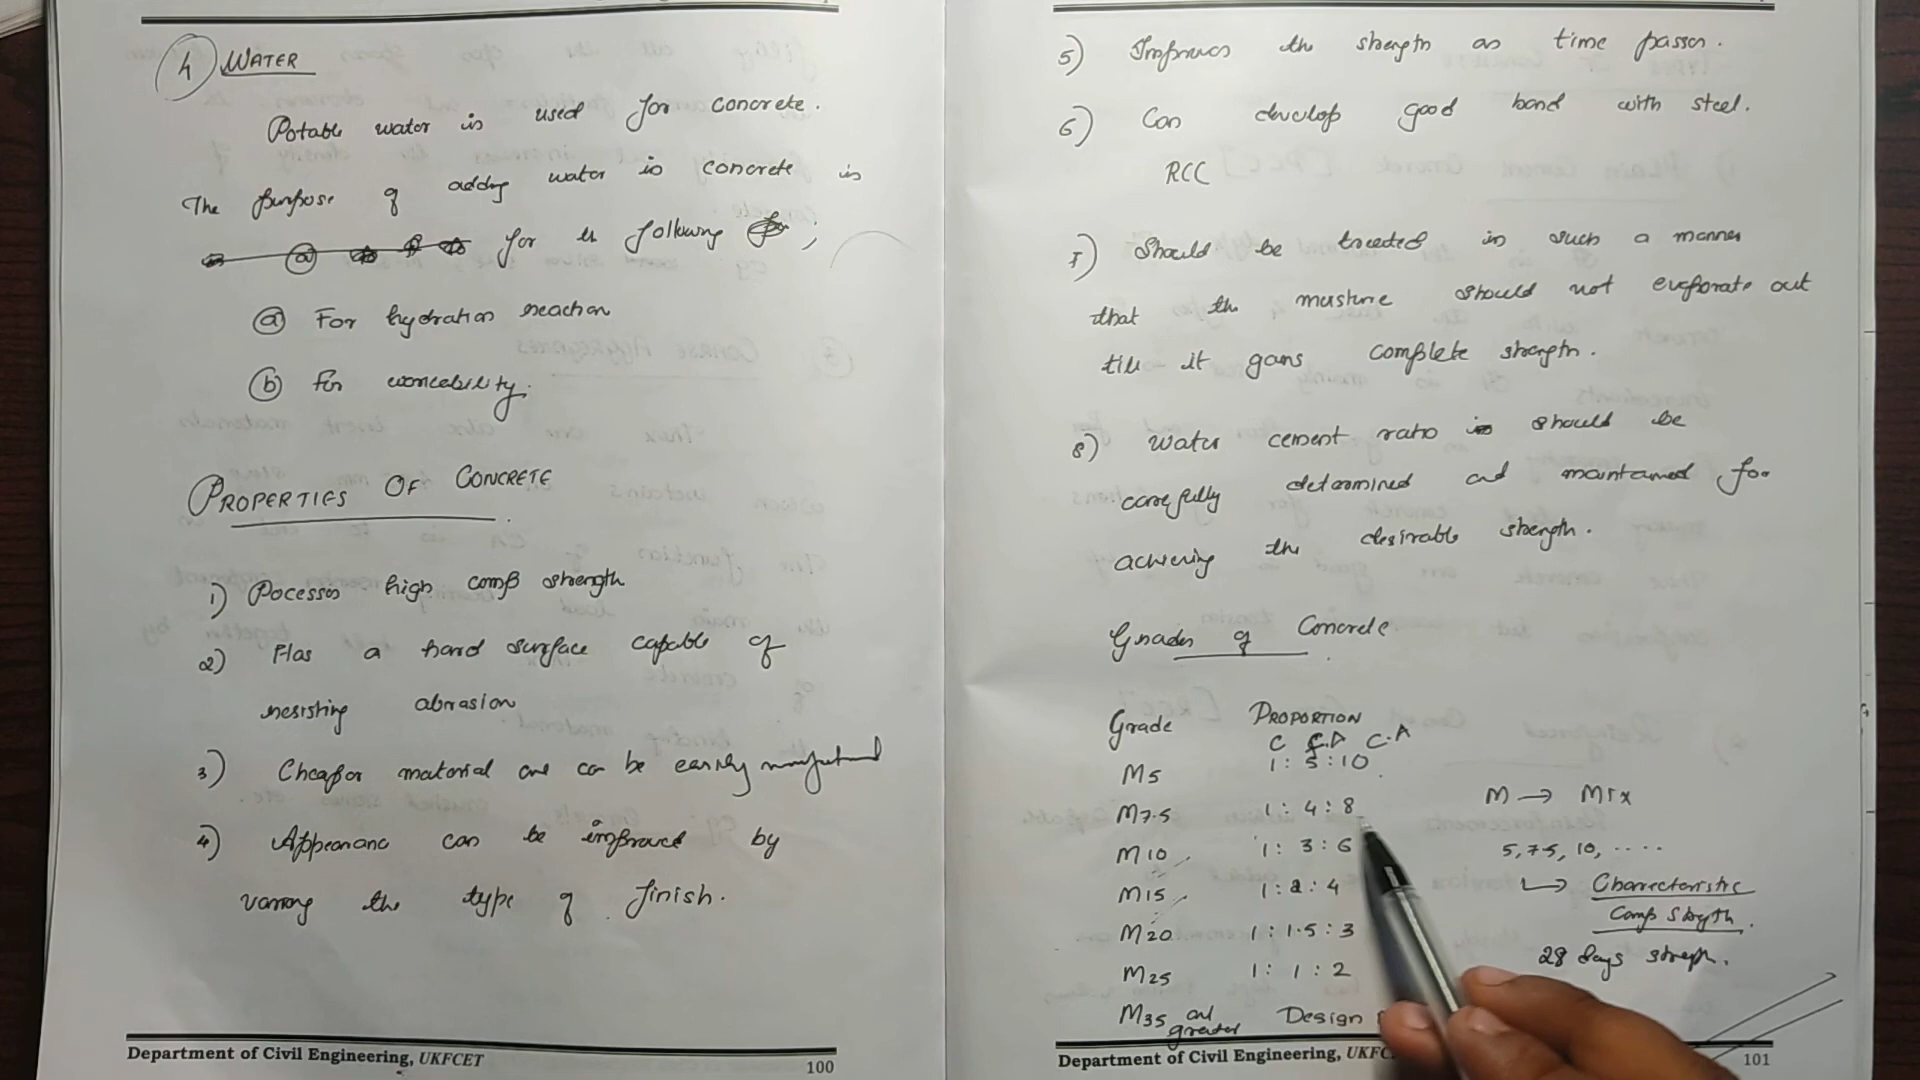 4 WATER
Potable water is used for concrete.
The purpose of adding water in concrete is
for the following ;
(a) For hydration reaction
(b) For workability.
PROPERTIES OF CONCRETE
1) Pocesses high comp strength
2) Has a hard surface capable of
resisting abrasion
3) Cheaper material and can be easily
4) Appearance can be improved by
varying the type of finish.
Department of Civil Engineering, UKFCET
100
5) Improves the strength as time passes.
6) Can develop good bond with steel.
RCC
7) Should be treated in such a manner
that the moisture should not evaporate out
till it gains complete strength.
8) Water cement ratio should be
carefully determined and maintained for
achieving the desirable strength.
Grades of Concrete
Grade PROPORTION
C F.A C.A
M5 1 : 5 : 10
M7.5 1 : 4 : 8
M10 1 : 3 : 6
M15 1 : 2 : 4
M20 1 : 1.5 : 3
M25 1 : 1 : 2
M35 and greater Design
M → Mix
5, 7.5, 10, .....
↳ Characteristic
Comp Strength.
28 days strength.
Department of Civil Engineering, UKFC
101